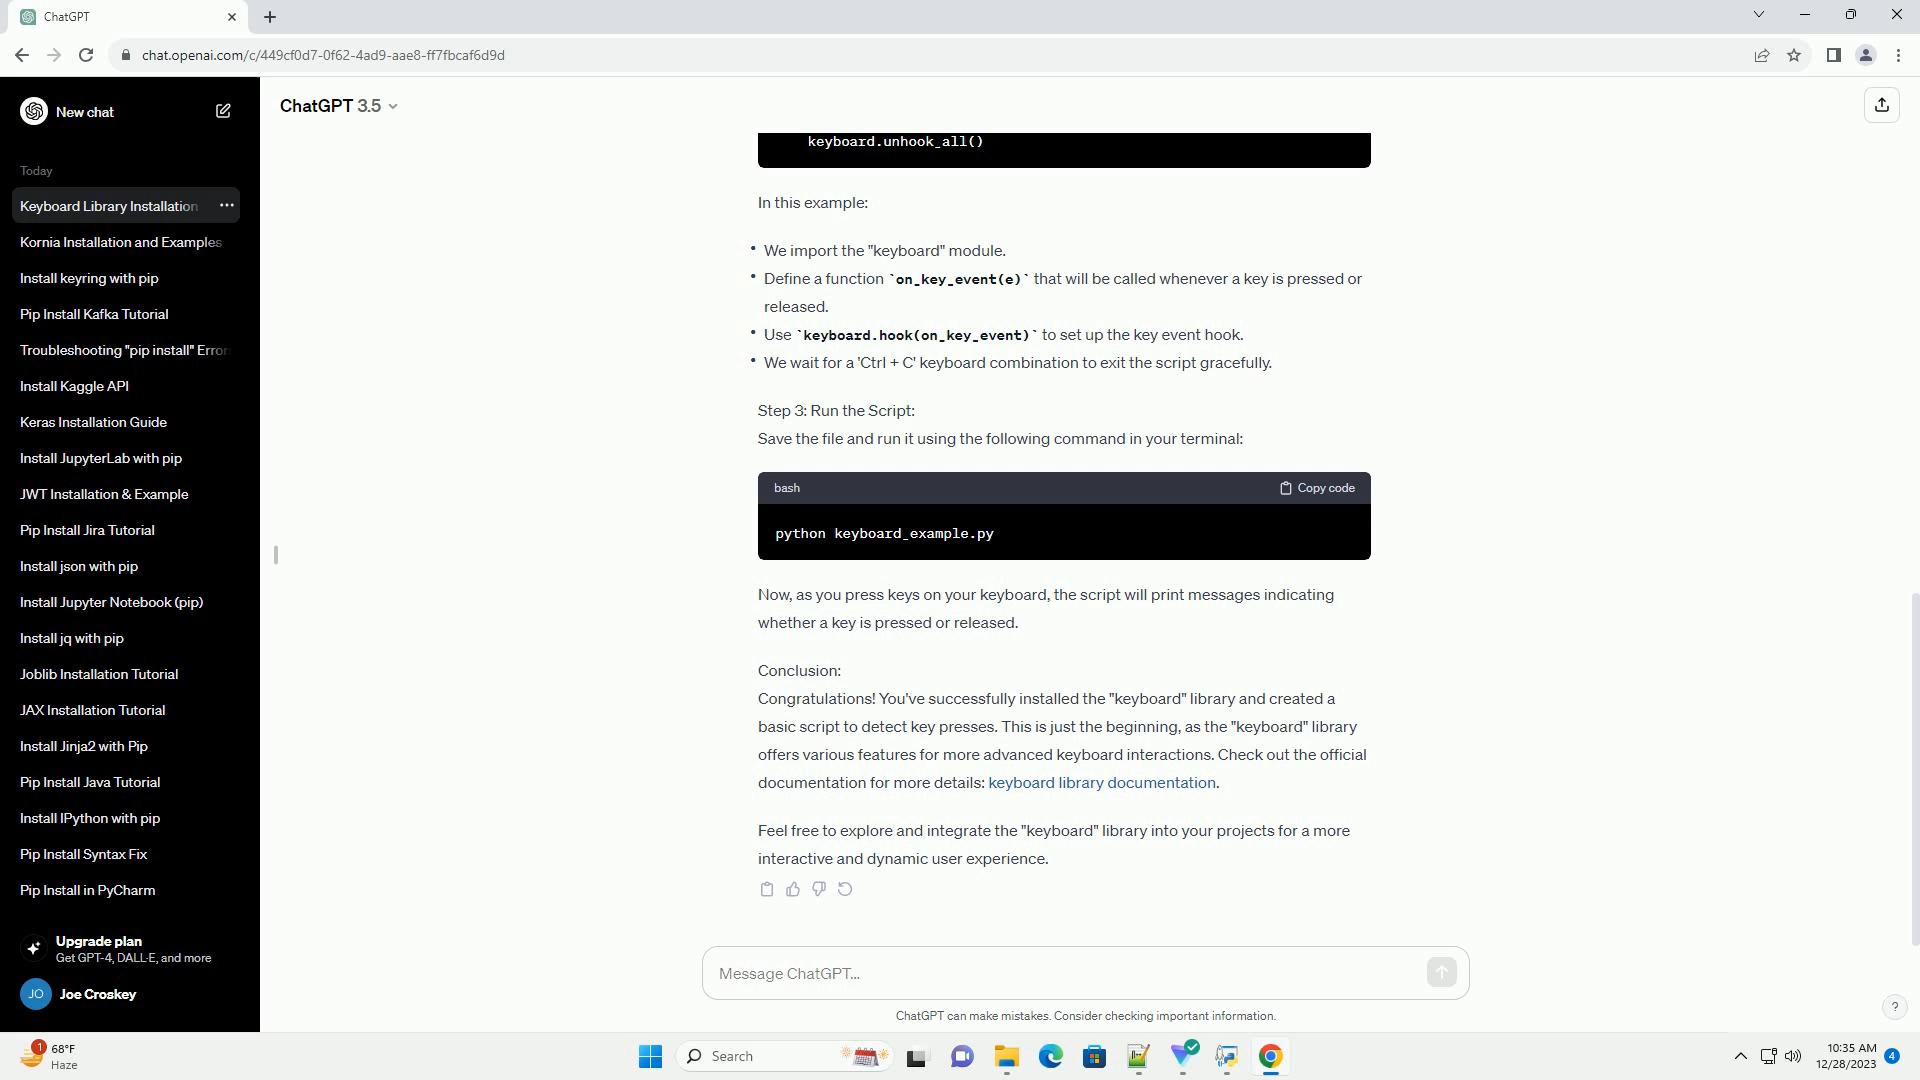 ChatGPT
chat.openai.com/c/449cf0d7-0f62-4ad9-aae8-ff7fbcaf6d9d
New chat
Today
Keyboard Library Installation
Kornia Installation and Examples
Install keyring with pip
Pip Install Kafka Tutorial
Troubleshooting "pip install" Error
Install Kaggle API
Keras Installation Guide
Install JupyterLab with pip
JWT Installation & Example
Pip Install Jira Tutorial
Install json with pip
Install Jupyter Notebook (pip)
Install jq with pip
Joblib Installation Tutorial
JAX Installation Tutorial
Install Jinja2 with Pip
Pip Install Java Tutorial
Install IPython with pip
Pip Install Syntax Fix
Pip Install in PyCharm
Upgrade plan
Get GPT-4, DALL·E, and more
JO Joe Croskey
ChatGPT 3.5
keyboard.unhook_all()
In this example:
• We import the "keyboard" module.
• Define a function `on_key_event(e)` that will be called whenever a key is pressed or
released.
• Use `keyboard.hook(on_key_event)` to set up the key event hook.
• We wait for a 'Ctrl + C' keyboard combination to exit the script gracefully.
Step 3: Run the Script:
Save the file and run it using the following command in your terminal:
bash Copy code
python keyboard_example.py
Now, as you press keys on your keyboard, the script will print messages indicating
whether a key is pressed or released.
Conclusion:
Congratulations! You've successfully installed the "keyboard" library and created a
basic script to detect key presses. This is just the beginning, as the "keyboard" library
offers various features for more advanced keyboard interactions. Check out the official
documentation for more details: keyboard library documentation.
Feel free to explore and integrate the "keyboard" library into your projects for a more
interactive and dynamic user experience.
Message ChatGPT...
ChatGPT can make mistakes. Consider checking important information.
?
1
68°F
Haze
Search
10:35 AM
12/28/2023
4